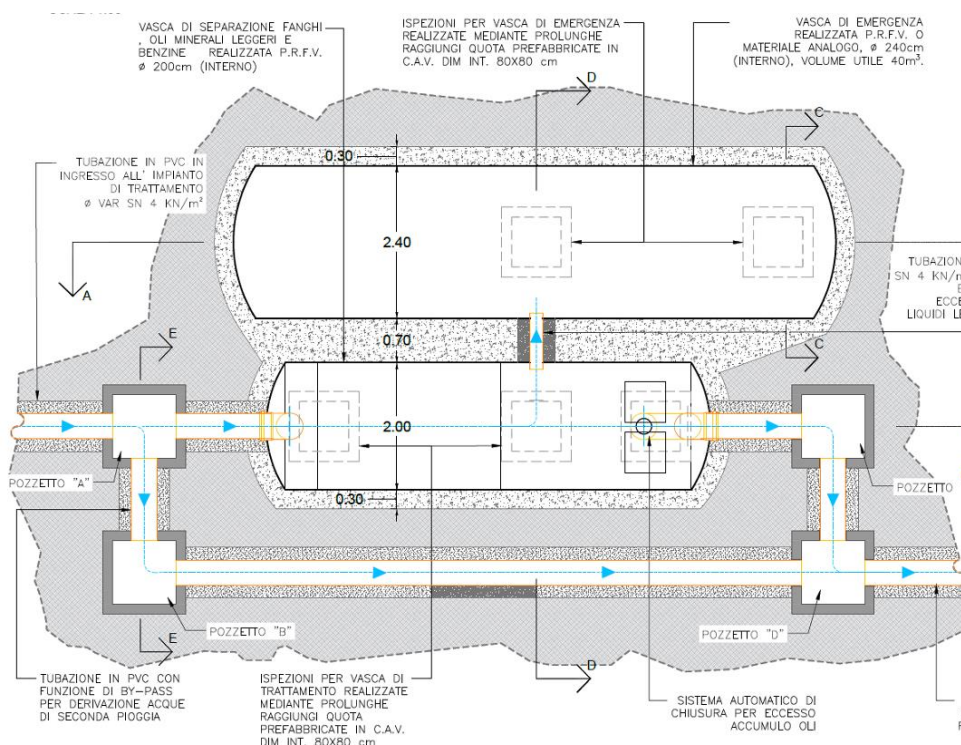 VASCA DI SEPARAZIONE FANGHI
, OLI MINERALI LEGGERI E
BENZINE REALIZZATA P.R.F.V.
ø 200cm (INTERNO)
ISPEZIONI PER VASCA DI EMERGENZA
REALIZZATE MEDIANTE PROLUNGHE
RAGGIUNGI QUOTA PREFABBRICATE IN
C.A.V. DIM INT. 80X80 cm
VASCA DI EMERGENZA
REALIZZATA P.R.F.V. O
MATERIALE ANALOGO, ø 240cm
(INTERNO), VOLUME UTILE 40m³.
D
C
0.30
TUBAZIONE IN PVC IN
INGRESSO ALL' IMPIANTO
DI TRATTAMENTO
ø VAR SN 4 KN/m²
2.40
A
TUBAZION
SN 4 KN/m
E
ECCE
LIQUIDI LE
0.70
E
C
2.00
POZZETTO "A"
POZZETTO
0.30
POZZETTO "B"
POZZETTO "D"
E
D
TUBAZIONE IN PVC CON
FUNZIONE DI BY-PASS
PER DERIVAZIONE ACQUE
DI SECONDA PIOGGIA
ISPEZIONI PER VASCA DI
TRATTAMENTO REALIZZATE
MEDIANTE PROLUNGHE
RAGGIUNGI QUOTA
PREFABBRICATE IN C.A.V.
DIM INT. 80X80 cm
SISTEMA AUTOMATICO DI
CHIUSURA PER ECCESSO
ACCUMULO OLI